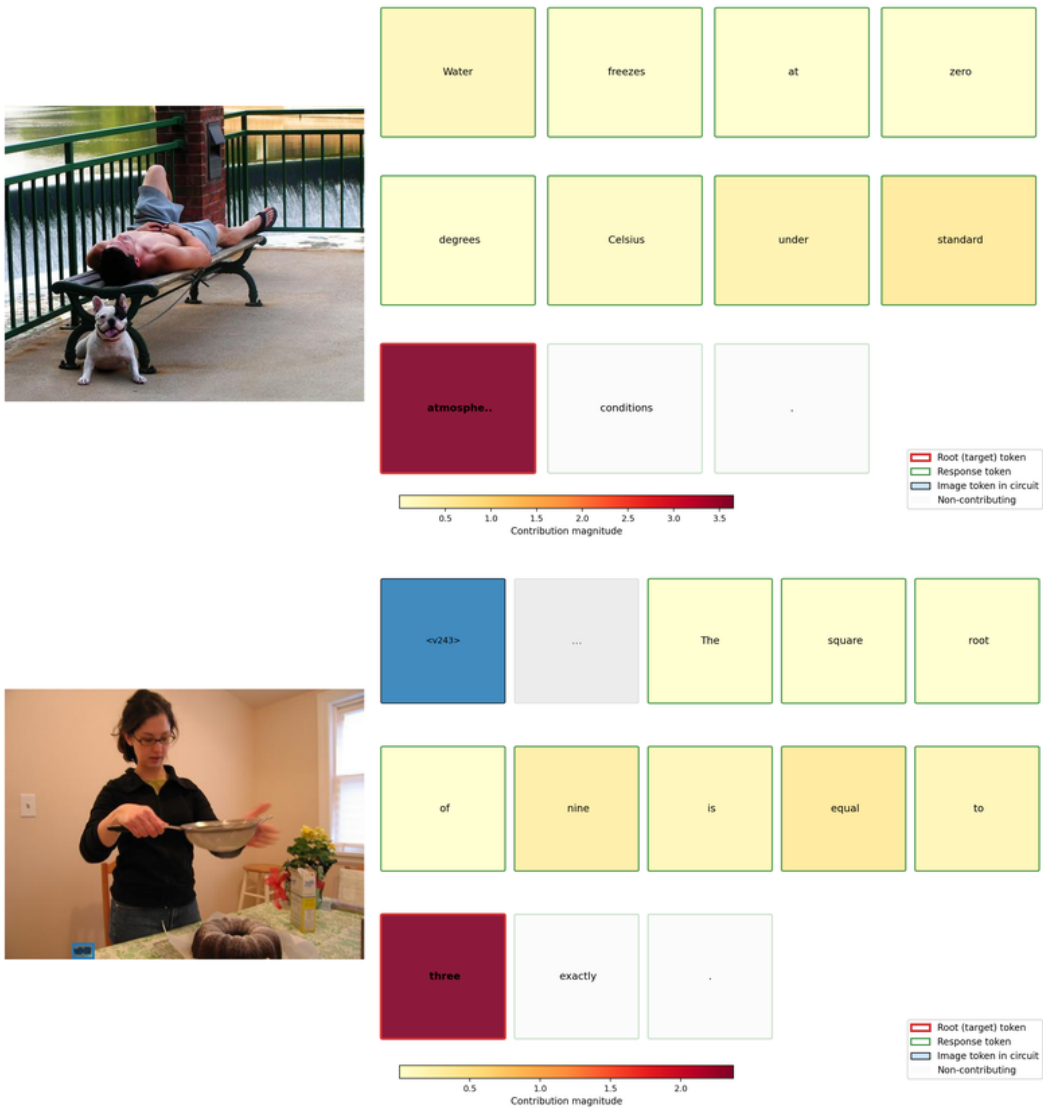 Water freezes at zero
degrees Celsius under standard
atmosphe.. conditions .
Root (target) token
Response token
Image token in circuit
Non-contributing
0.5 1.0 1.5 2.0 2.5 3.0 3.5
Contribution magnitude
<v243> ... The square root
of nine is equal to
three exactly .
Root (target) token
Response token
Image token in circuit
Non-contributing
0.5 1.0 1.5 2.0
Contribution magnitude